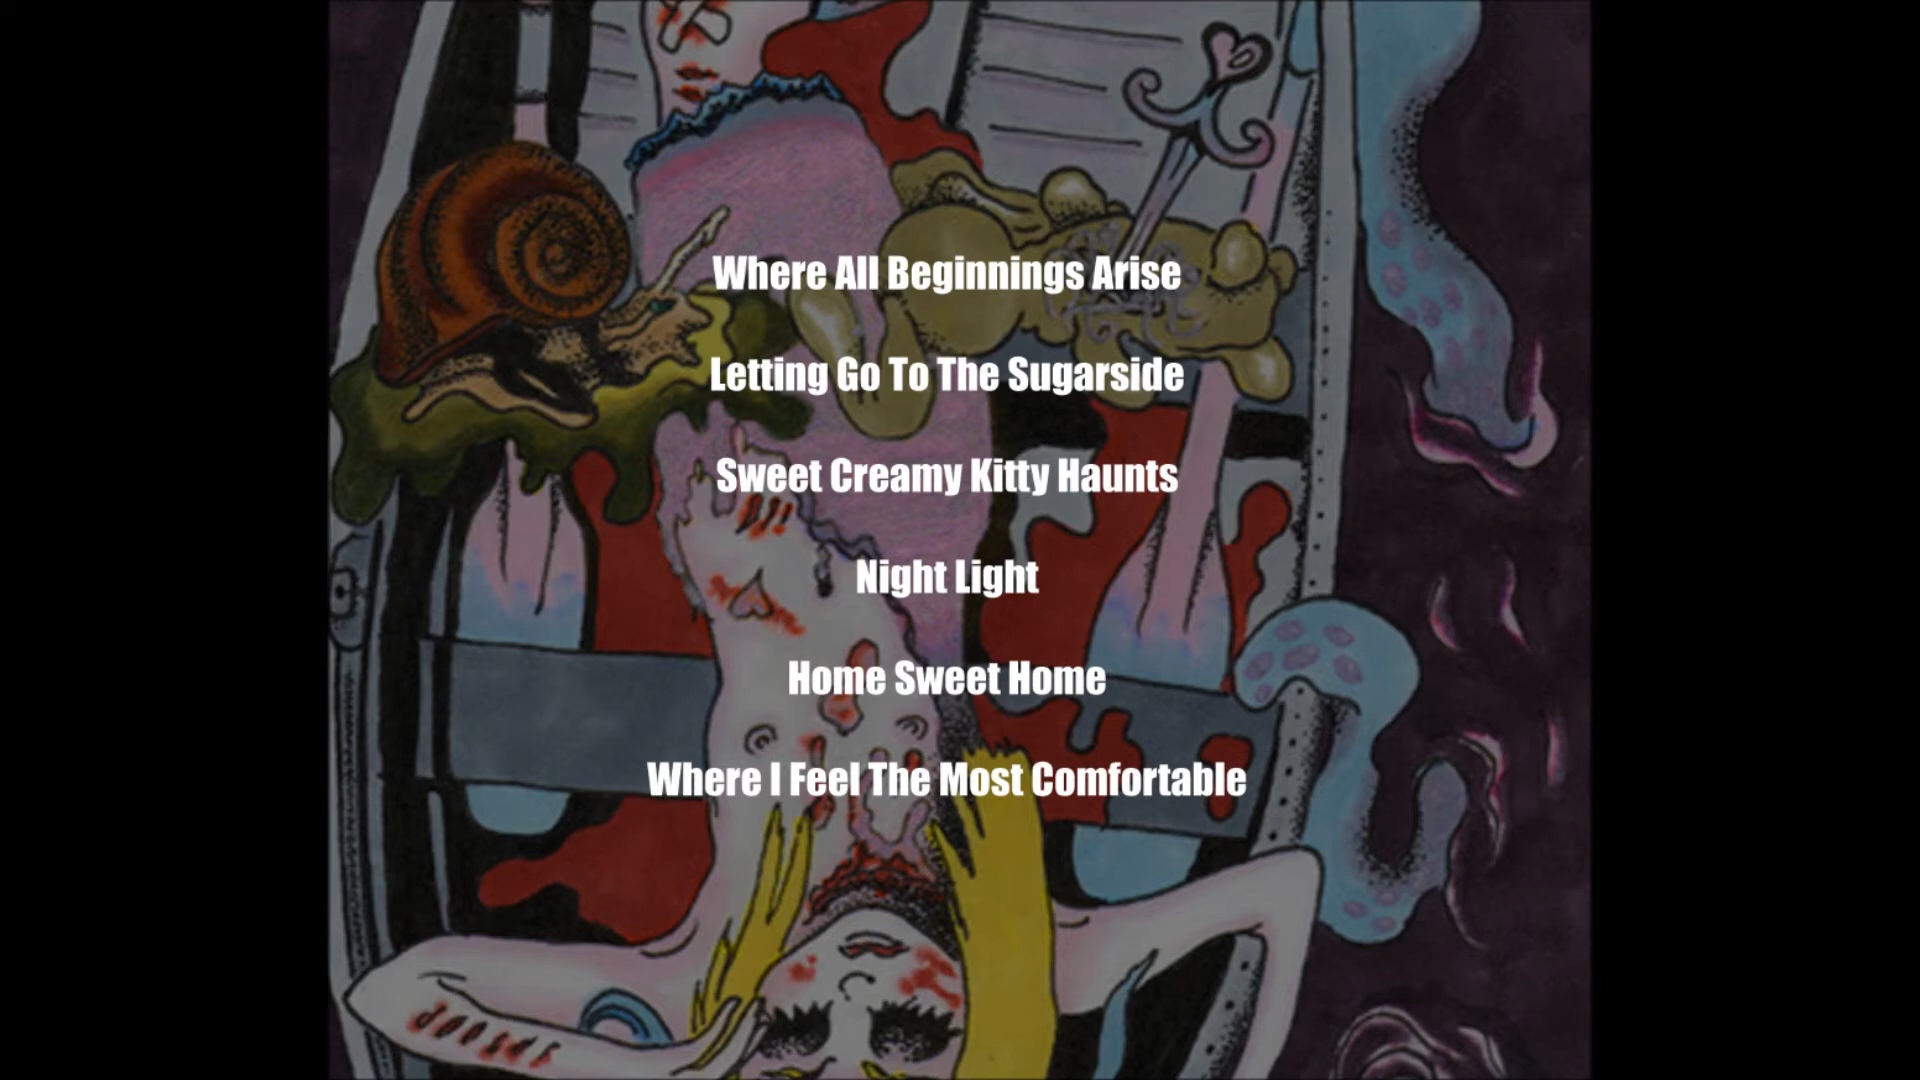 Where All Beginnings Arise
Letting Go To The Sugarside
Sweet Creamy Kitty Haunts
Night Light
Home Sweet Home
Where I Feel The Most Comfortable